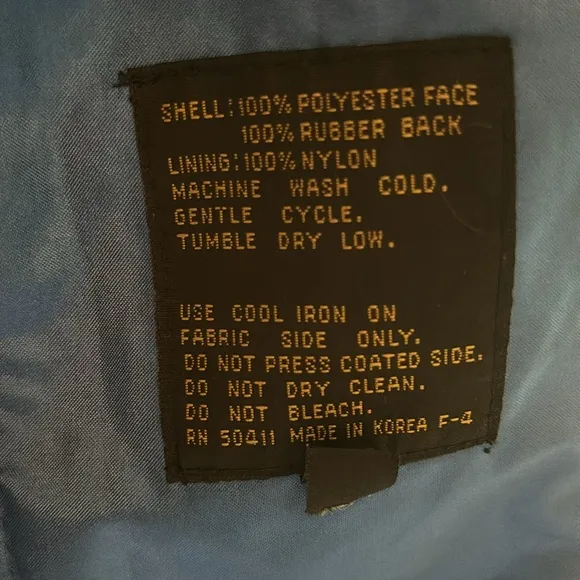 SHELL:100% POLYESTER FACE
100% RUBBER BACK
LINING:100% NYLON
MACHINE WASH COLD.
GENTLE CYCLE.
TUMBLE DRY LOW.
USE COOL IRON ON
FABRIC SIDE ONLY.
DO NOT PRESS COATED SIDE.
DO NOT DRY CLEAN.
DO NOT BLEACH.
RN 50411 MADE IN KOREA F-4